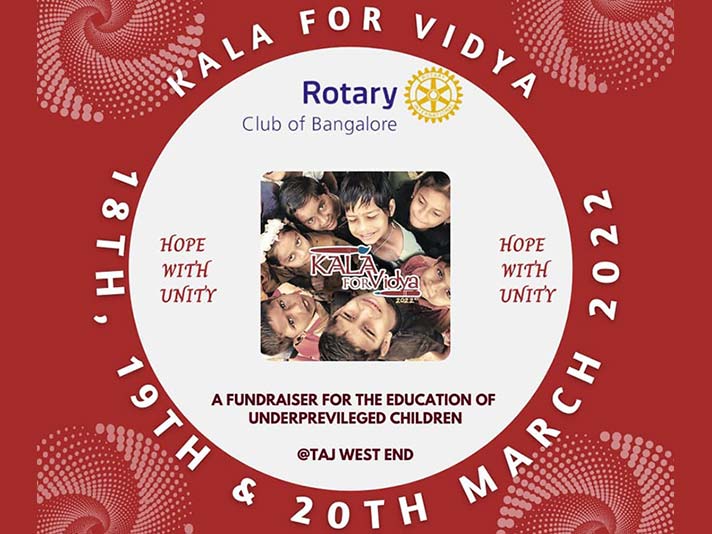 KALA FOR VIDYA
Rotary
Club of Bangalore
HOPE
WITH
UNITY
KALA
FOR Vidya
2022
HOPE
WITH
UNITY
A FUNDRAISER FOR THE EDUCATION OF
UNDERPREVILEGED CHILDREN
@TAJ WEST END
18TH, 19TH & 20TH MARCH 2022